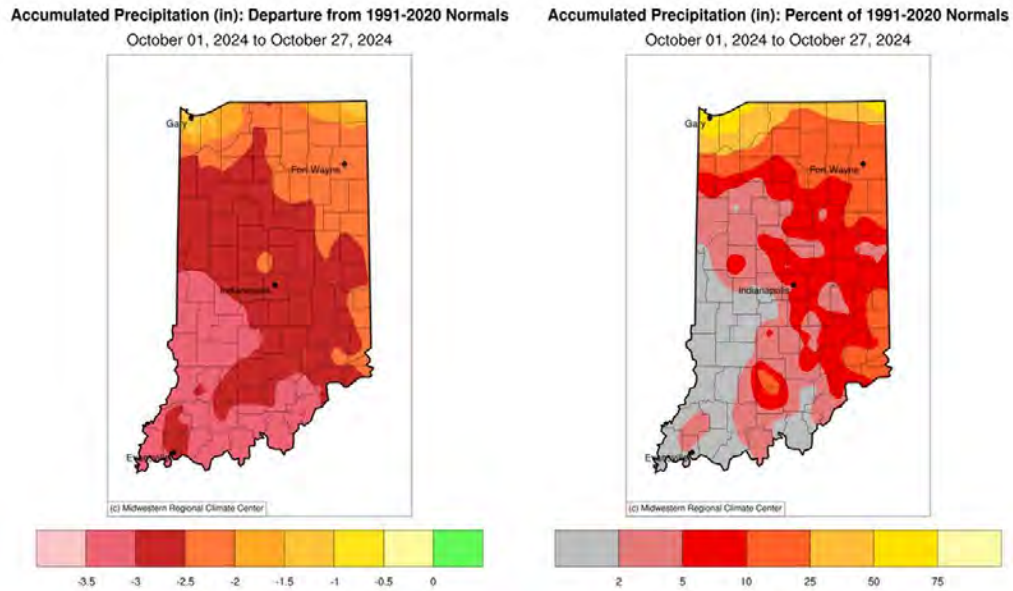 Accumulated Precipitation (in): Departure from 1991-2020 Normals
October 01, 2024 to October 27, 2024
Gary
Fort Wayne
Indianapolis
(c) Midwestern Regional Climate Center
-3.5 -3 -2.5 -2 -1.5 -1 -0.5 0
Accumulated Precipitation (in): Percent of 1991-2020 Normals
October 01, 2024 to October 27, 2024
Gary
Fort Wayne
Indianapolis
(c) Midwestern Regional Climate Center
2 5 10 25 50 75